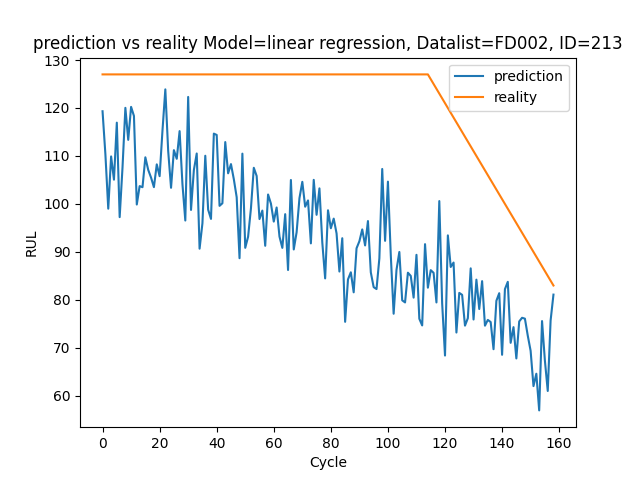 prediction vs reality Model=linear regression, Datalist=FD002, ID=213
prediction
reality
RUL
130
120
110
100
90
80
70
60
0 20 40 60 80 100 120 140 160
Cycle